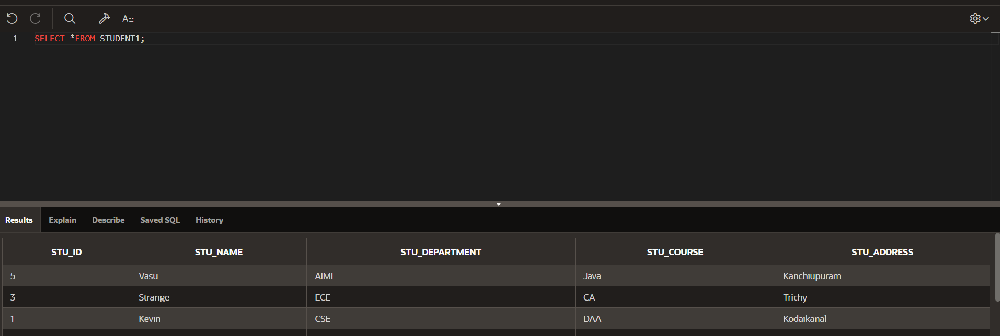 A::
1 SELECT *FROM STUDENT1;
Results Explain Describe Saved SQL History
STU_ID STU_NAME STU_DEPARTMENT STU_COURSE STU_ADDRESS
5 Vasu AIML Java Kanchiupuram
3 Strange ECE CA Trichy
1 Kevin CSE DAA Kodaikanal